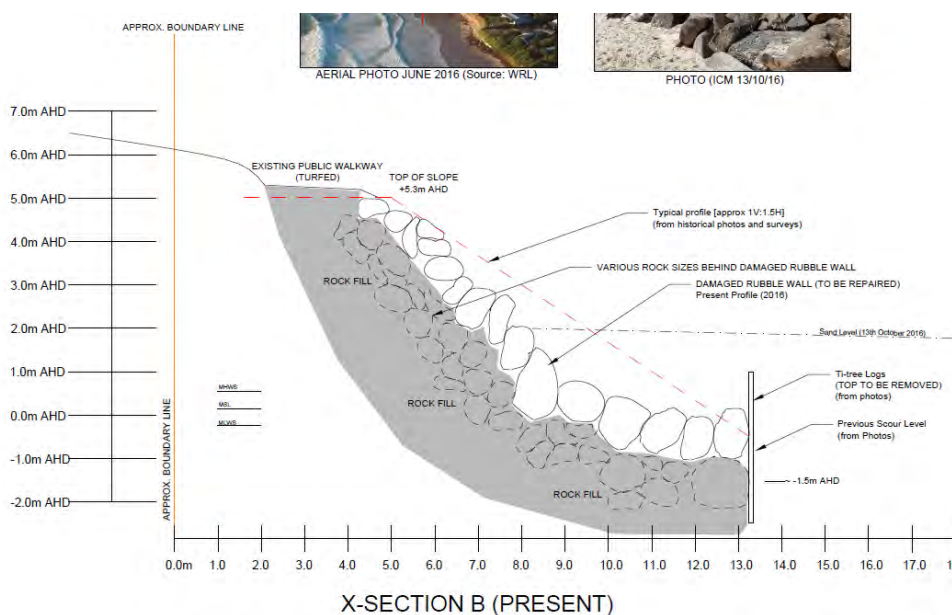 APPROX. BOUNDARY LINE
AERIAL PHOTO JUNE 2016 (Source: WRL)
PHOTO (ICM 13/10/16)
7.0m AHD
6.0m AHD
5.0m AHD
4.0m AHD
3.0m AHD
2.0m AHD
1.0m AHD
0.0m AHD
-1.0m AHD
-2.0m AHD
EXISTING PUBLIC WALKWAY
(TURFED)
TOP OF SLOPE
+5.3m AHD
Typical profile [approx 1V:1.5H]
(from historical photos and surveys)
ROCK FILL
VARIOUS ROCK SIZES BEHIND DAMAGED RUBBLE WALL
DAMAGED RUBBLE WALL (TO BE REPAIRED)
Present Profile (2016)
Sand Level (13th October 2016)
MHWS
MSL
MLWS
ROCK FILL
Ti-tree Logs
(TOP TO BE REMOVED)
(from photos)
Previous Scour Level
(from Photos)
-1.5m AHD
ROCK FILL
APPROX. BOUNDARY LINE
0.0m 1.0 2.0 3.0 4.0 5.0 6.0 7.0 8.0 9.0 10.0 11.0 12.0 13.0 14.0 15.0 16.0 17.0
X-SECTION B (PRESENT)